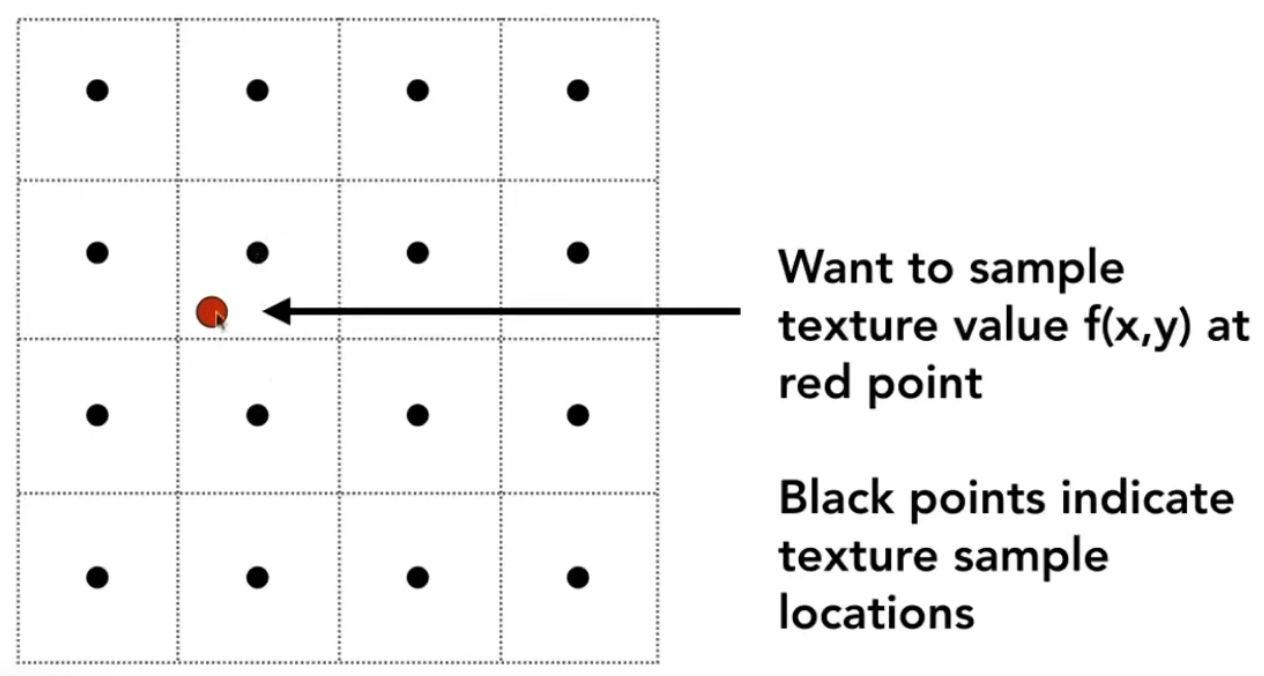 Want to sample
texture value f(x,y) at
red point
Black points indicate
texture sample
locations